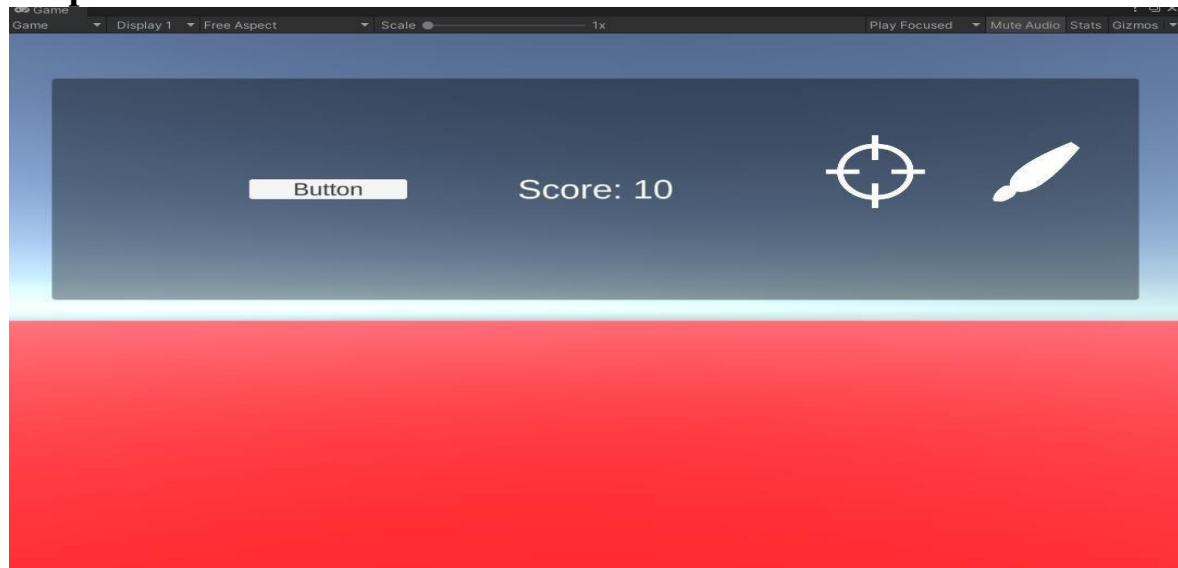 Game
Game Display 1 Free Aspect Scale 1x Play Focused Mute Audio Stats Gizmos
Button Score: 10